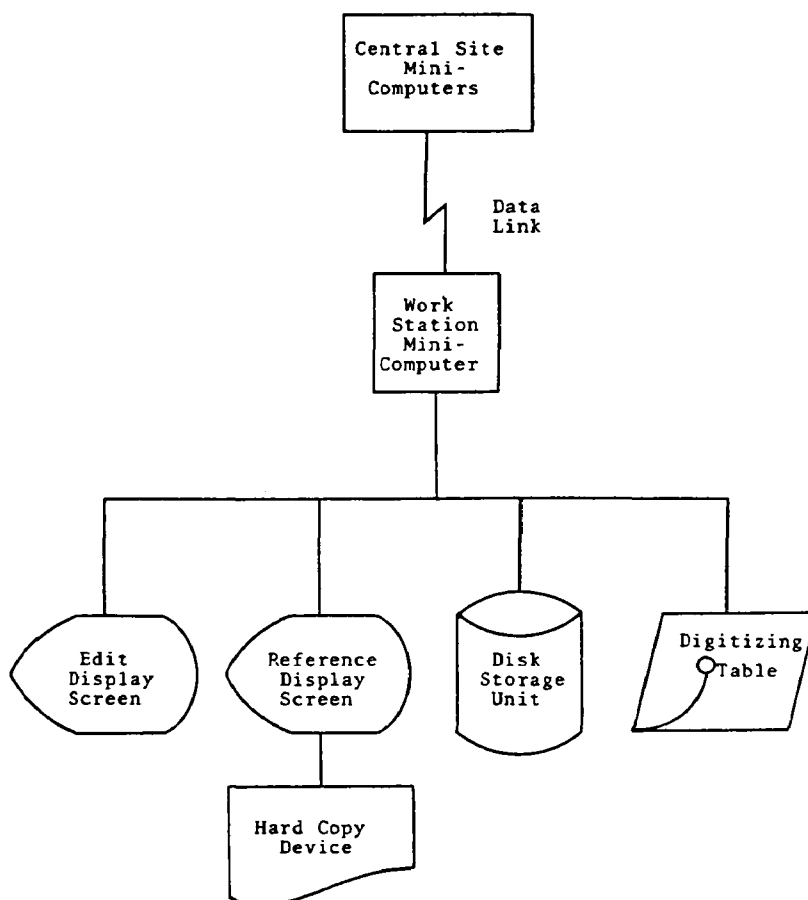 Central Site
Mini-
Computers
Data
Link
Work
Station
Mini-
Computer
Edit
Display
Screen
Reference
Display
Screen
Disk
Storage
Unit
Digitizing
Table
Hard Copy
Device